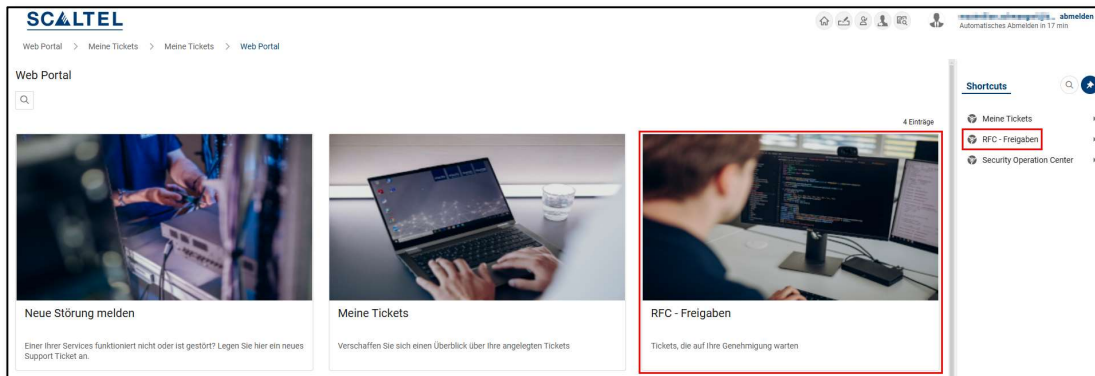 SCALTEL
abmelden
Automatisches Abmelden in 17 min
Web Portal > Meine Tickets > Meine Tickets > Web Portal
Web Portal
Shortcuts
4 Einträge
Meine Tickets
RFC - Freigaben
Security Operation Center
Neue Störung melden
Einer Ihrer Services funktioniert nicht oder ist gestört? Legen Sie hier ein neues
Support Ticket an.
Meine Tickets
Verschaffen Sie sich einen Überblick über Ihre angelegten Tickets
RFC - Freigaben
Tickets, die auf Ihre Genehmigung warten